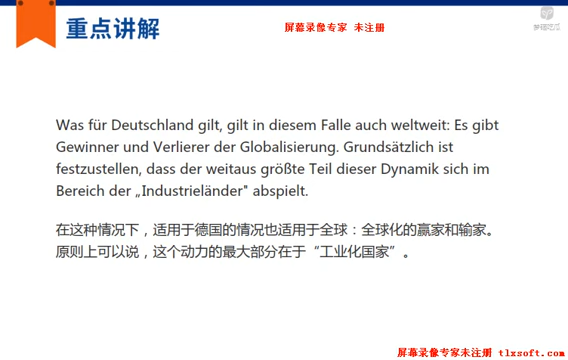 重点讲解
屏幕录像专家 未注册
Was für Deutschland gilt, gilt in diesem Falle auch weltweit: Es gibt
Gewinner und Verlierer der Globalisierung. Grundsätzlich ist
festzustellen, dass der weitaus größte Teil dieser Dynamik sich im
Bereich der „Industrieländer" abspielt.
在这种情况下，适用于德国的情况也适用于全球：全球化的赢家和输家。
原则上可以说，这个动力的最大部分在于“工业化国家”。
屏幕录像专家未注册 tlxsoft.com